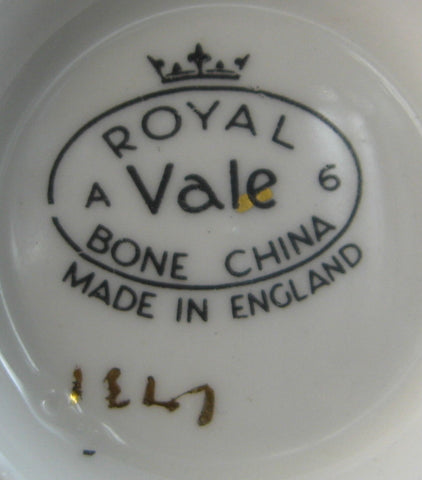 ROYAL
A Vale 6
BONE CHINA
MADE IN ENGLAND